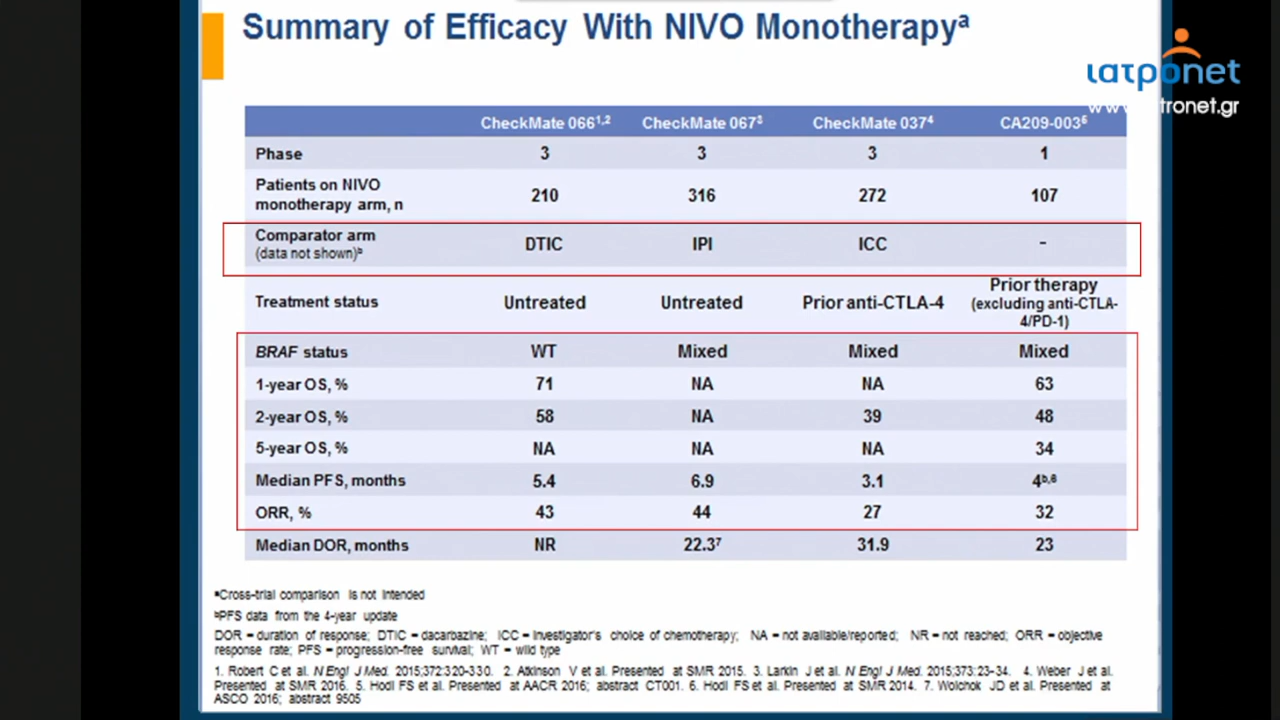 Summary of Efficacy With NIVO Monotherapyᵃ
ιατρονet
www.iatronet.gr
CheckMate 066¹,² CheckMate 067³ CheckMate 037⁴ CA209-003⁵
Phase 3 3 3 1
Patients on NIVO monotherapy arm, n 210 316 272 107
Comparator arm (data not shown)ᵇ DTIC IPI ICC -
Treatment status Untreated Untreated Prior anti-CTLA-4 Prior therapy (excluding anti-CTLA-4/PD-1)
BRAF status WT Mixed Mixed Mixed
1-year OS, % 71 NA NA 63
2-year OS, % 58 NA 39 48
5-year OS, % NA NA NA 34
Median PFS, months 5.4 6.9 3.1 4ᵇ,⁶
ORR, % 43 44 27 32
Median DOR, months NR 22.3⁷ 31.9 23
ᵃCross-trial comparison is not intended
ᵇPFS data from the 4-year update
DOR = duration of response; DTIC = dacarbazine; ICC = investigator's choice of chemotherapy; NA = not available/reported; NR = not reached; ORR = objective
response rate; PFS = progression-free survival; WT = wild type
1. Robert C et al. N Engl J Med. 2015;372:320-330. 2. Atkinson V et al. Presented at SMR 2015. 3. Larkin J et al. N Engl J Med. 2015;373:23-34. 4. Weber J et al.
Presented at SMR 2016. 5. Hodi FS et al. Presented at AACR 2016; abstract CT001. 6. Hodi FS et al. Presented at SMR 2014. 7. Wolchok JD et al. Presented at
ASCO 2016; abstract 9505